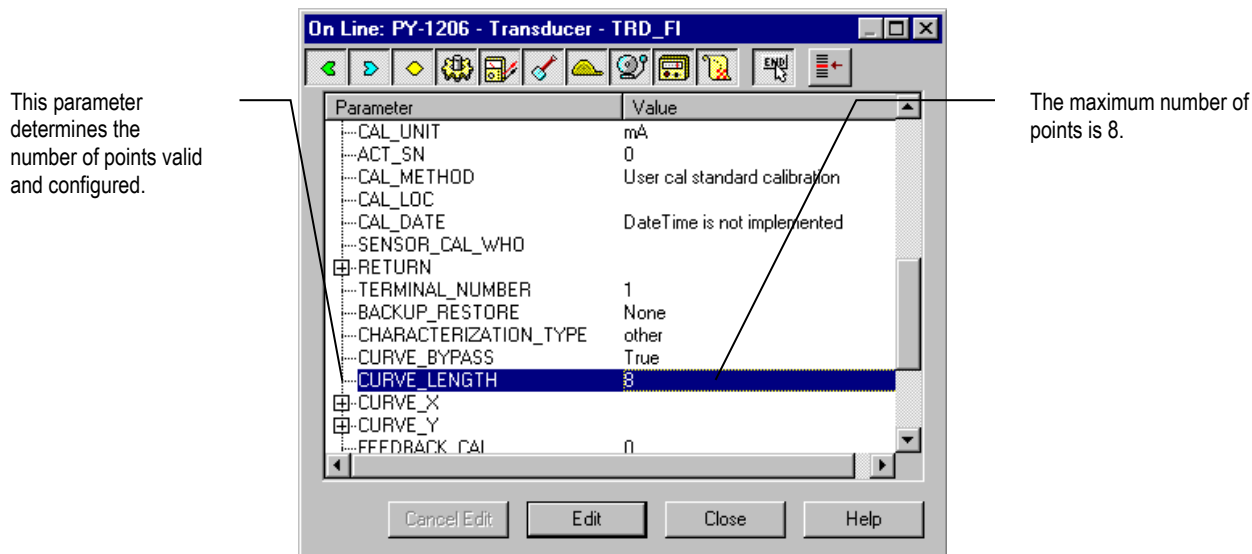 On Line: PY-1206 - Transducer - TRD_FI
END
This parameter
determines the
number of points valid
and configured.
Parameter Value
CAL_UNIT mA
ACT_SN 0
CAL_METHOD User cal standard calibration
CAL_LOC
CAL_DATE DateTime is not implemented
SENSOR_CAL_WHO
RETURN
TERMINAL_NUMBER 1
BACKUP_RESTORE None
CHARACTERIZATION_TYPE other
CURVE_BYPASS True
CURVE_LENGTH 8
CURVE_X
CURVE_Y
FEEDBACK_CAL 0
The maximum number of
points is 8.
Cancel Edit Edit Close Help